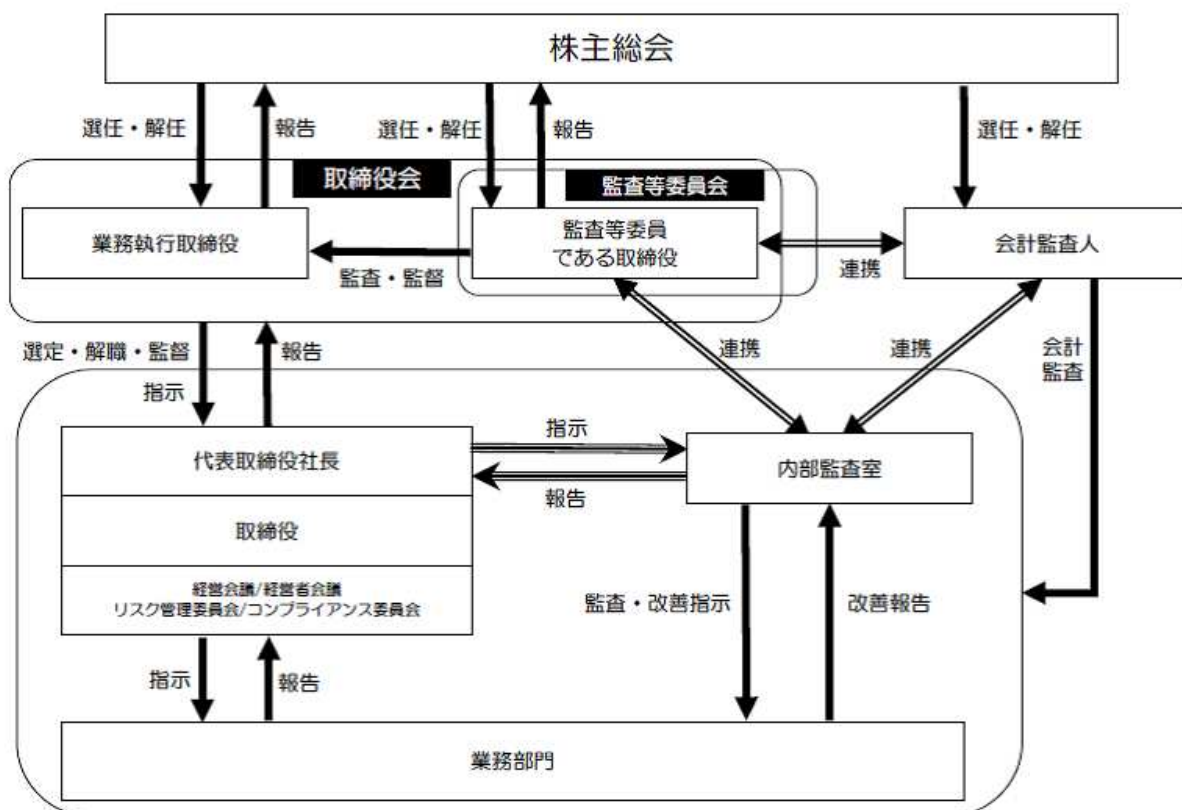 株主総会
選任・解任
報告
選任・解任
報告
選任・解任
取締役会
監査等委員会
業務執行取締役
監査等委員
である取締役
会計監査人
監査・監督
連携
選定・解職・監督
報告
連携
連携
会計
監査
指示
代表取締役社長
指示
内部監査室
報告
取締役
経営会議/経営者会議
リスク管理委員会/コンプライアンス委員会
監査・改善指示
改善報告
指示
報告
業務部門